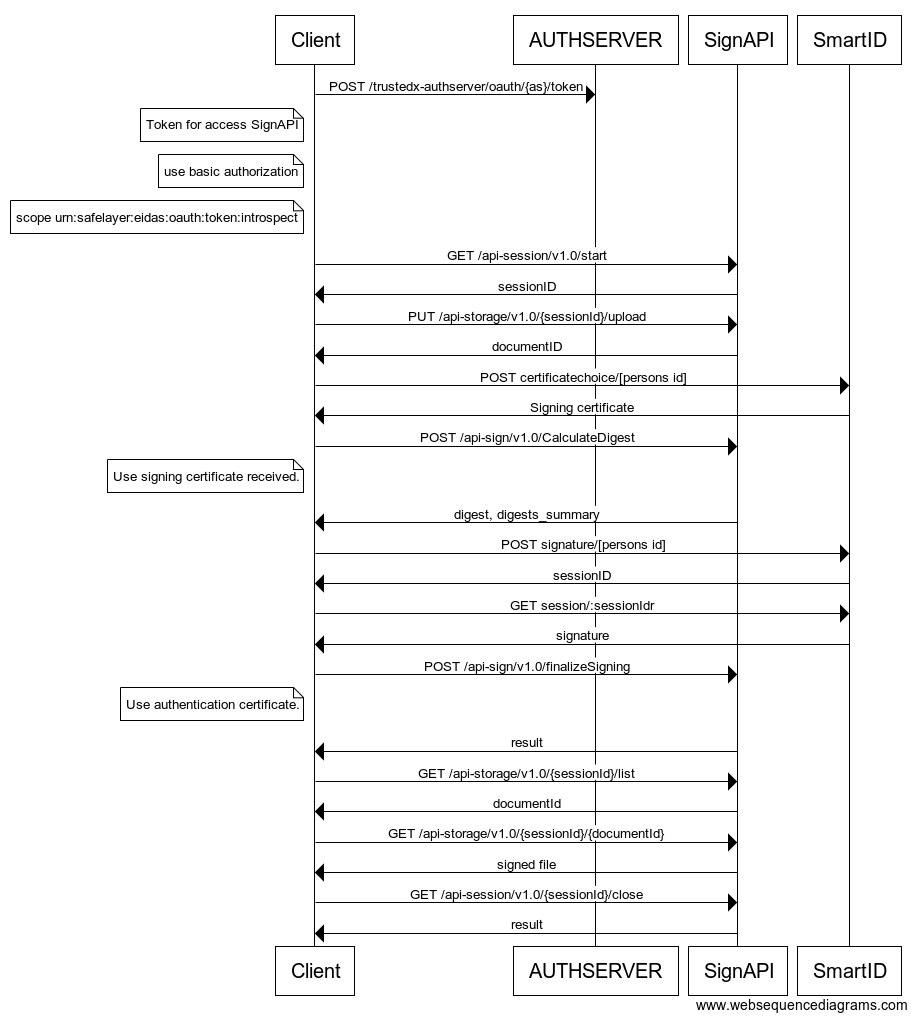 Client
AUTHSERVER
SignAPI
SmartID
POST /trustedx-authserver/oauth/{as}/token
Token for access SignAPI
use basic authorization
scope urn:safelayer:eidas:oauth:token:introspect
GET /api-session/v1.0/start
sessionID
PUT /api-storage/v1.0/{sessionId}/upload
documentID
POST certificatechoice/[persons id]
Signing certificate
POST /api-sign/v1.0/CalculateDigest
Use signing certificate received.
digest, digests_summary
POST signature/[persons id]
sessionID
GET session/:sessionIdr
signature
POST /api-sign/v1.0/finalizeSigning
Use authentication certificate.
result
GET /api-storage/v1.0/{sessionId}/list
documentId
GET /api-storage/v1.0/{sessionId}/{documentId}
signed file
GET /api-session/v1.0/{sessionId}/close
result
Client
AUTHSERVER
SignAPI
SmartID
www.websequencediagrams.com